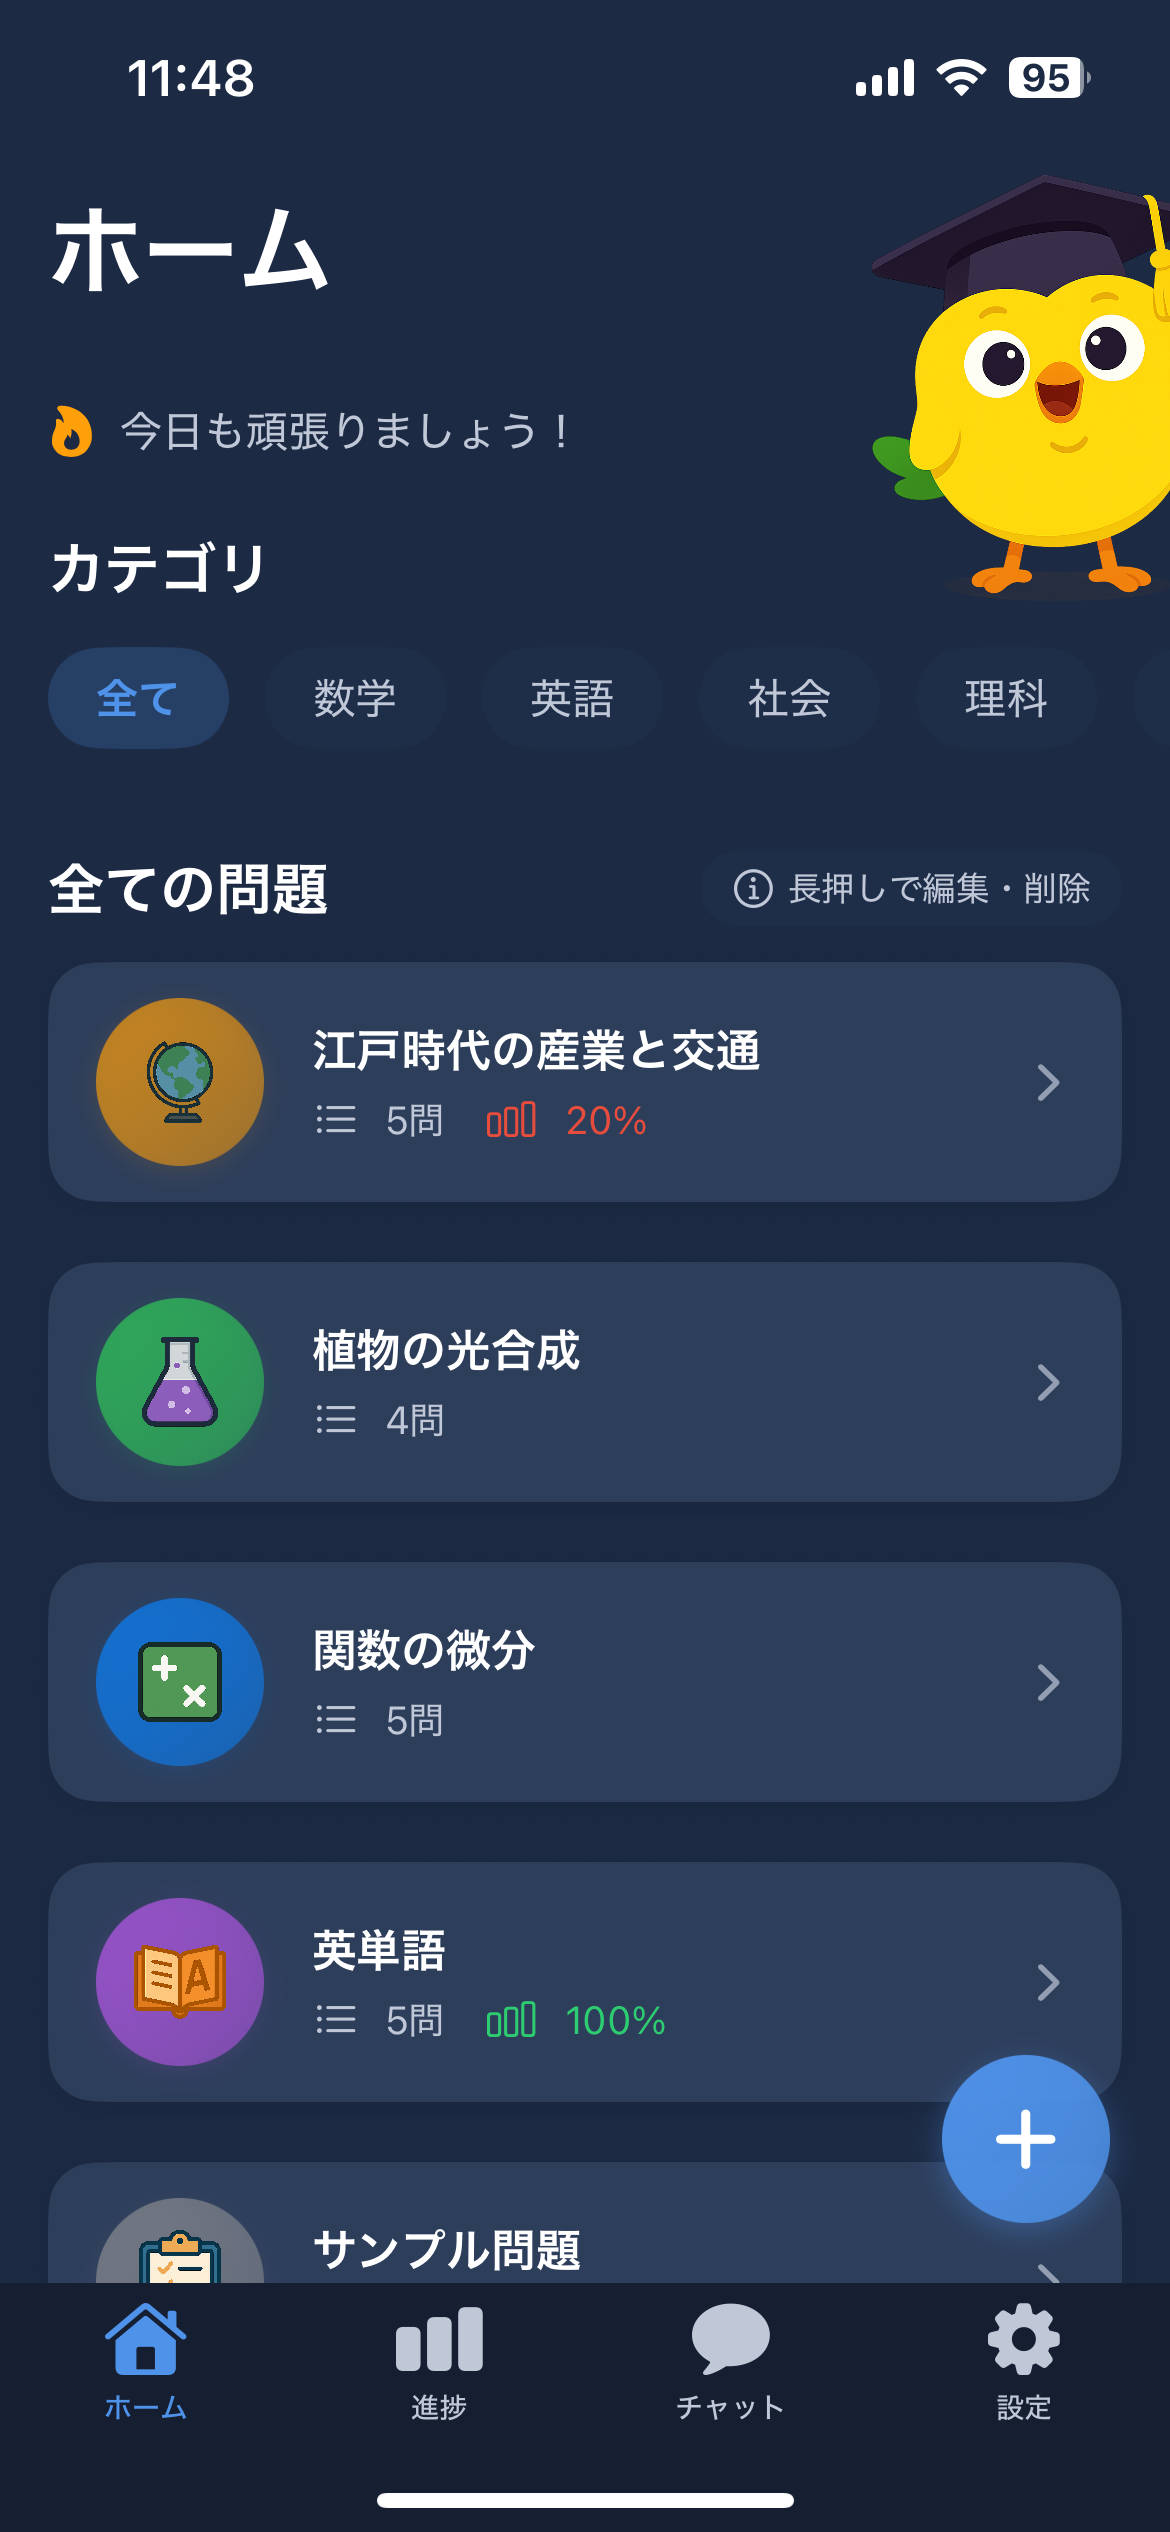 11:48
95
ホーム
今日も頑張りましょう！
カテゴリ
全て 数学 英語 社会 理科
全ての問題
長押しで編集・削除
江戸時代の産業と交通
5問 20%
植物の光合成
4問
関数の微分
5問
英単語
5問 100%
サンプル問題
ホーム 進捗 チャット 設定